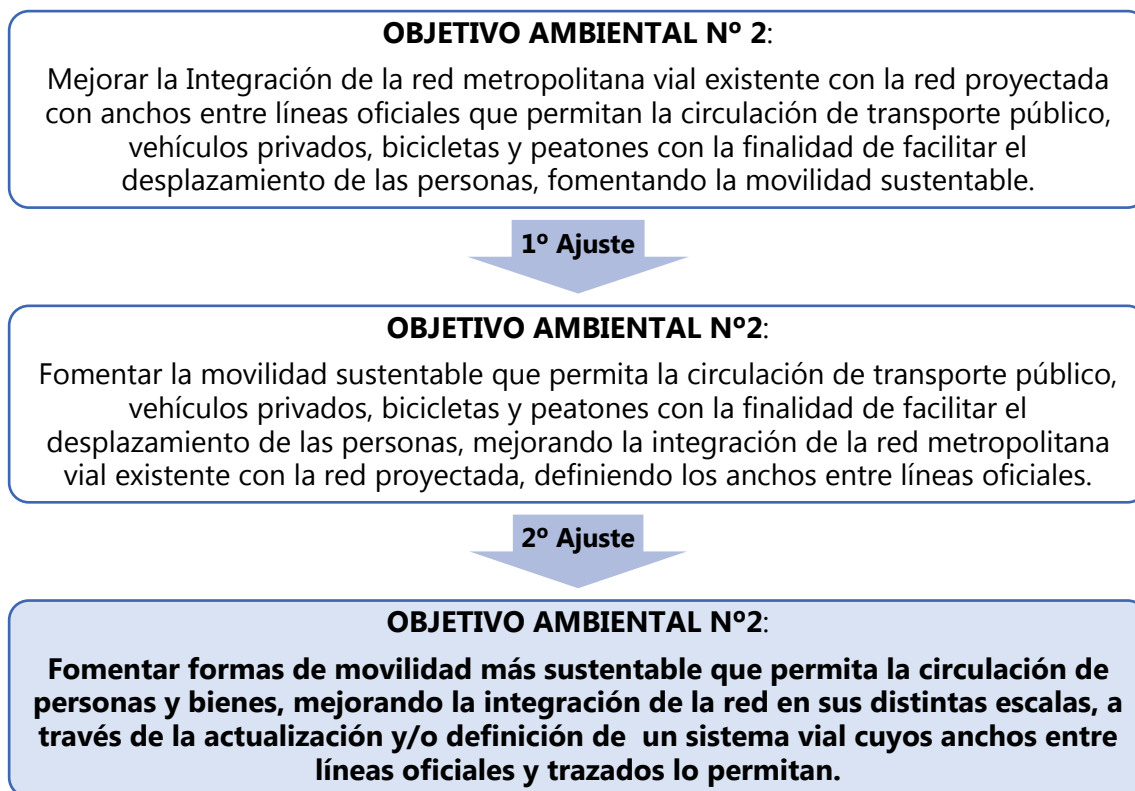 OBJETIVO AMBIENTAL Nº 2:
Mejorar la Integración de la red metropolitana vial existente con la red proyectada
con anchos entre líneas oficiales que permitan la circulación de transporte público,
vehículos privados, bicicletas y peatones con la finalidad de facilitar el
desplazamiento de las personas, fomentando la movilidad sustentable.
1º Ajuste
OBJETIVO AMBIENTAL Nº2:
Fomentar la movilidad sustentable que permita la circulación de transporte público,
vehículos privados, bicicletas y peatones con la finalidad de facilitar el
desplazamiento de las personas, mejorando la integración de la red metropolitana
vial existente con la red proyectada, definiendo los anchos entre líneas oficiales.
2º Ajuste
OBJETIVO AMBIENTAL Nº2:
Fomentar formas de movilidad más sustentable que permita la circulación de
personas y bienes, mejorando la integración de la red en sus distintas escalas, a
través de la actualización y/o definición de un sistema vial cuyos anchos entre
líneas oficiales y trazados lo permitan.